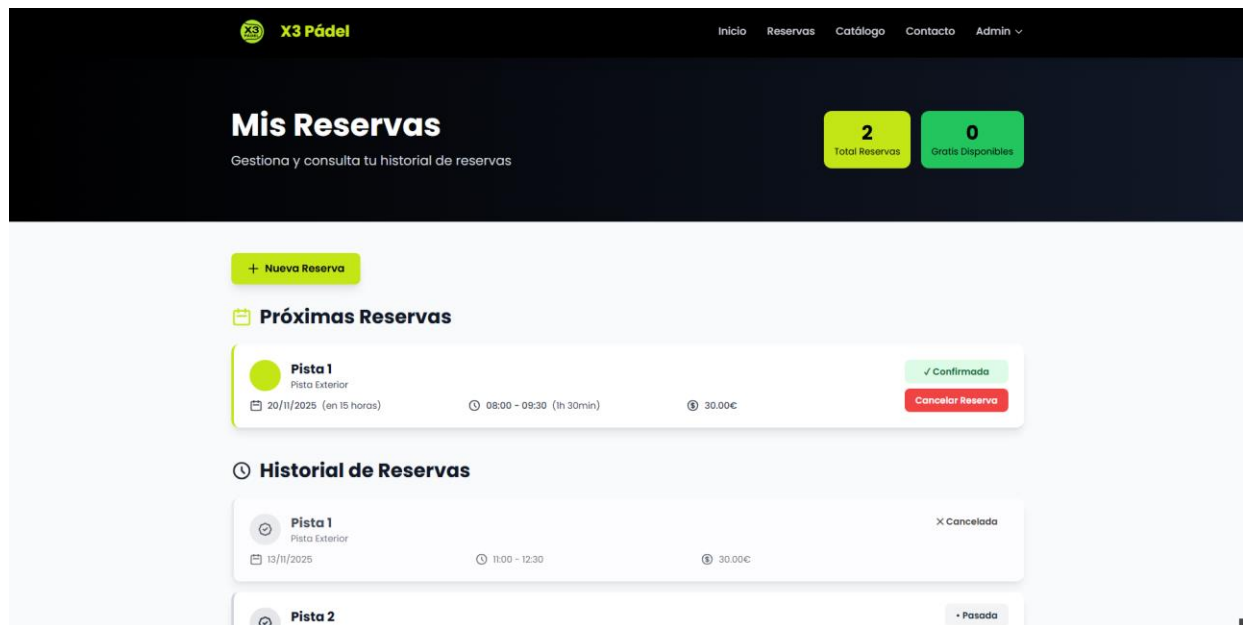 X3 PÁDEL
X3 Pádel
Inicio Reservas Catálogo Contacto Admin
Mis Reservas
Gestiona y consulta tu historial de reservas
2
Total Reservas
0
Gratis Disponibles
+ Nueva Reserva
Próximas Reservas
Pista 1
Pista Exterior
20/11/2025 (en 15 horas)
08:00 - 09:30 (1h 30min)
30.00€
✓ Confirmada
Cancelar Reserva
Historial de Reservas
Pista 1
Pista Exterior
13/11/2025
11:00 - 12:30
30.00€
✕ Cancelada
Pista 2
• Pasada